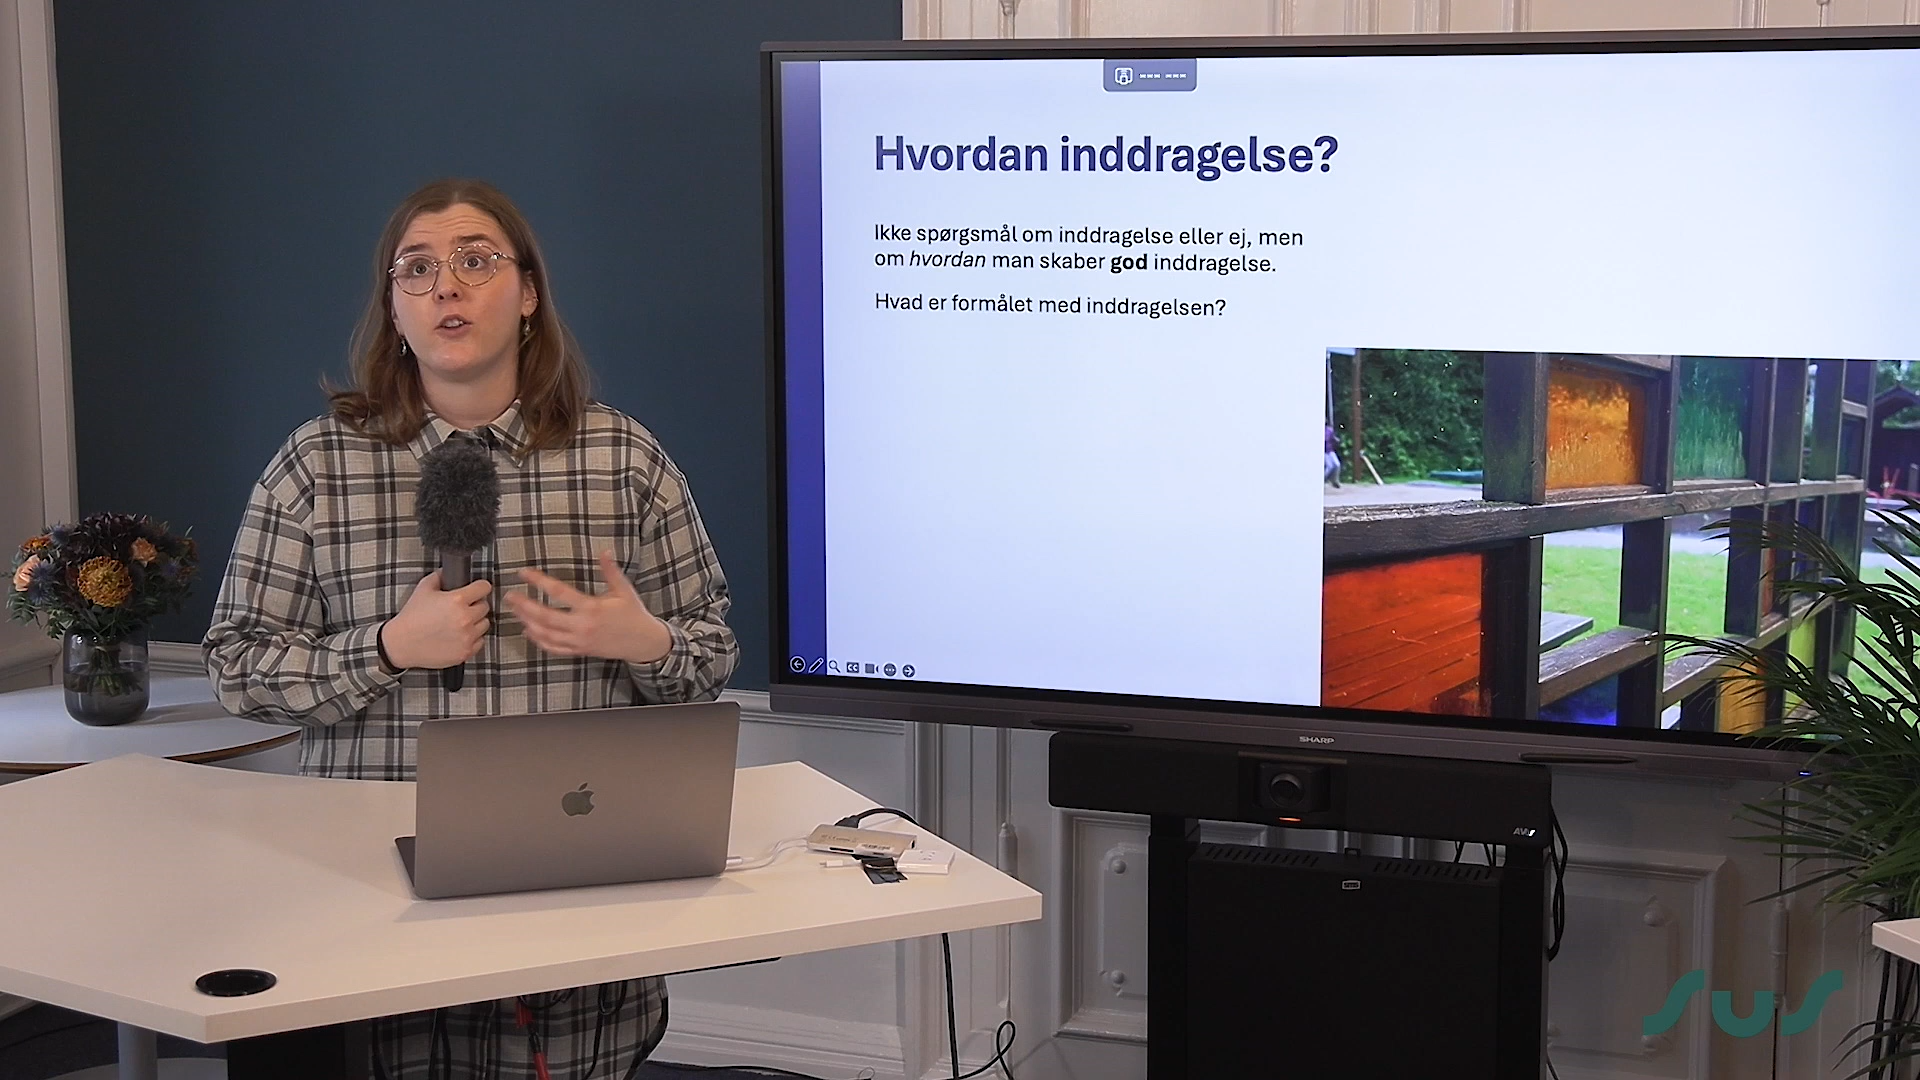 Hvordan inddragelse?
Ikke spørgsmål om inddragelse eller ej, men
om hvordan man skaber god inddragelse.
Hvad er formålet med inddragelsen?
SHARP
sus